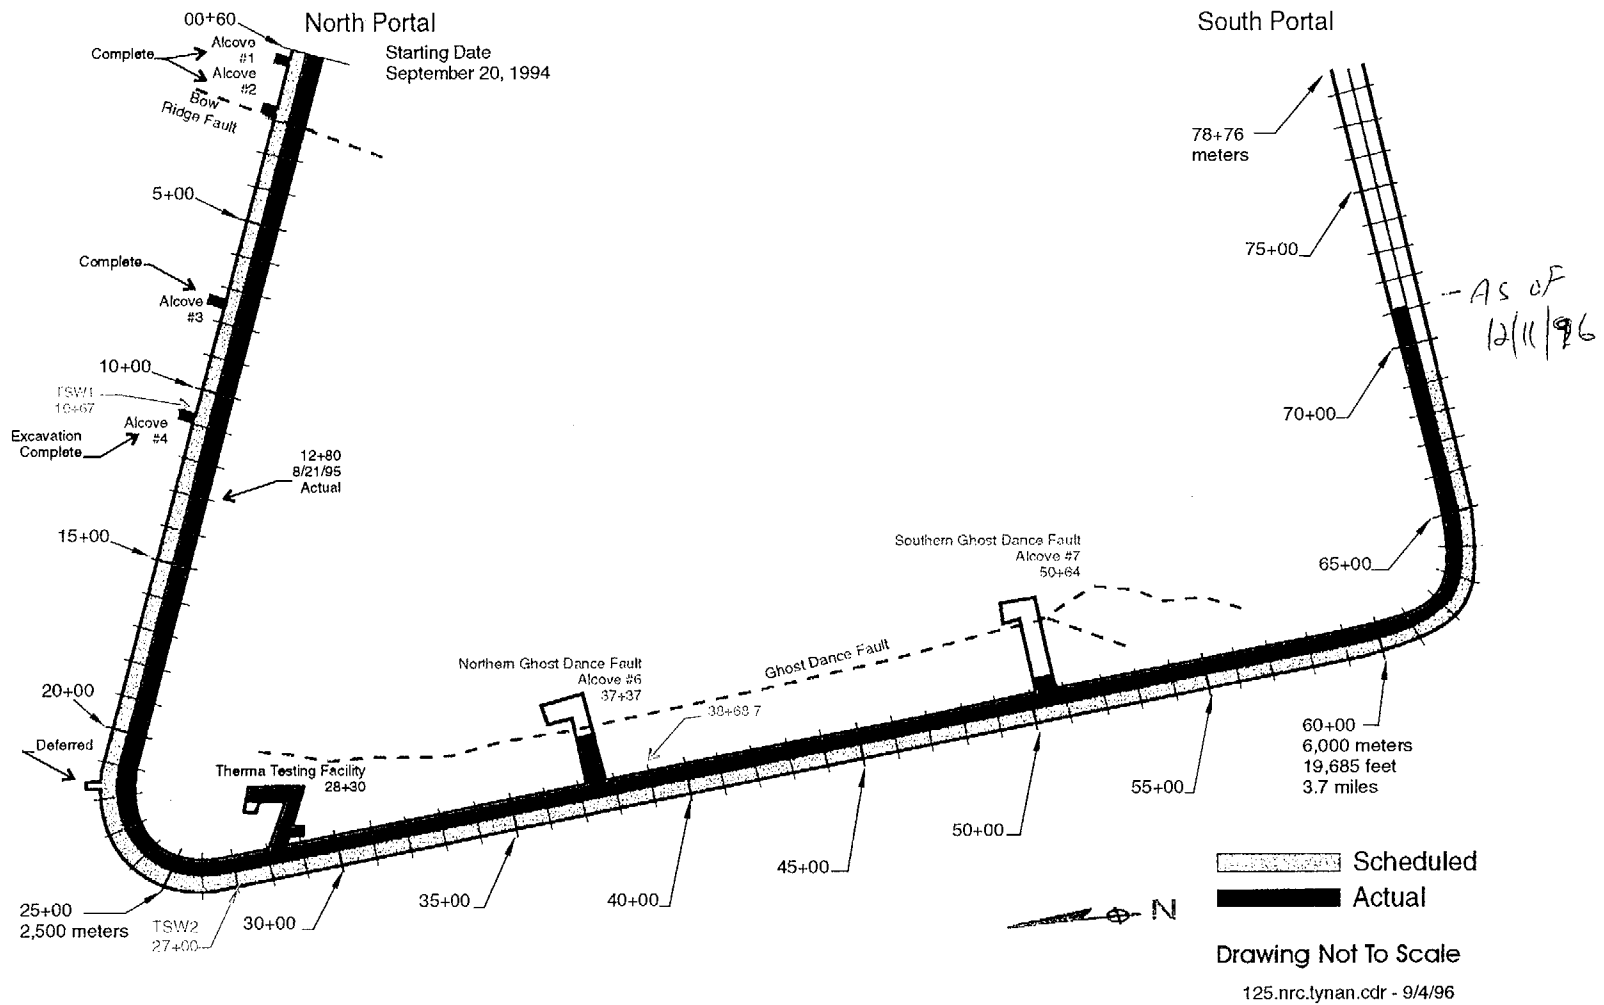 North Portal
South Portal
00+60
Starting Date
September 20, 1994
Complete
Alcove
#1
Alcove
#2
Bow
Ridge Fault
5+00
Complete
Alcove
#3
10+00
TSW1
10+67
Alcove
#4
Excavation
Complete
12+80
8/21/95
Actual
15+00
20+00
Deferred
Therma Testing Facility
28+30
25+00
2,500 meters
TSW2
27+00
30+00
Northern Ghost Dance Fault
Alcove #6
37+37
38+68.7
35+00
40+00
Ghost Dance Fault
45+00
Southern Ghost Dance Fault
Alcove #7
50+64
50+00
55+00
60+00
6,000 meters
19,685 feet
3.7 miles
65+00
70+00
75+00
78+76
meters
As of
12/11/96
N
Scheduled
Actual
Drawing Not To Scale
125.nrc.tynan.cdr - 9/4/96